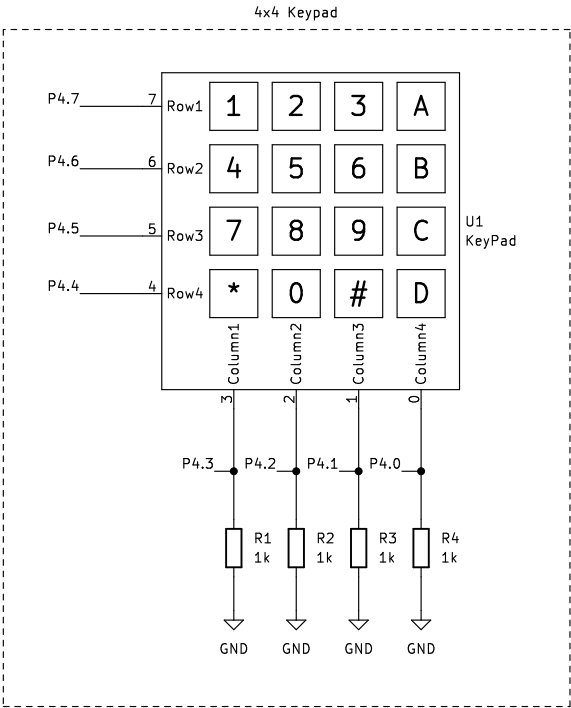 4x4 Keypad
P4.7 7 Row1 1 2 3 A
P4.6 6 Row2 4 5 6 B
P4.5 5 Row3 7 8 9 C
U1
KeyPad
P4.4 4 Row4 * 0 # D
Column1 Column2 Column3 Column4
3 2 1 0
P4.3 P4.2 P4.1 P4.0
R1 R2 R3 R4
1k 1k 1k 1k
GND GND GND GND